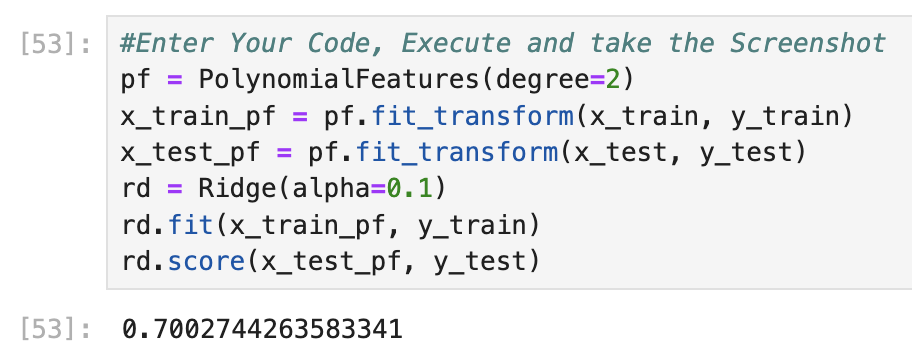 [53]: #Enter Your Code, Execute and take the Screenshot
pf = PolynomialFeatures(degree=2)
x_train_pf = pf.fit_transform(x_train, y_train)
x_test_pf = pf.fit_transform(x_test, y_test)
rd = Ridge(alpha=0.1)
rd.fit(x_train_pf, y_train)
rd.score(x_test_pf, y_test)
[53]: 0.7002744263583341